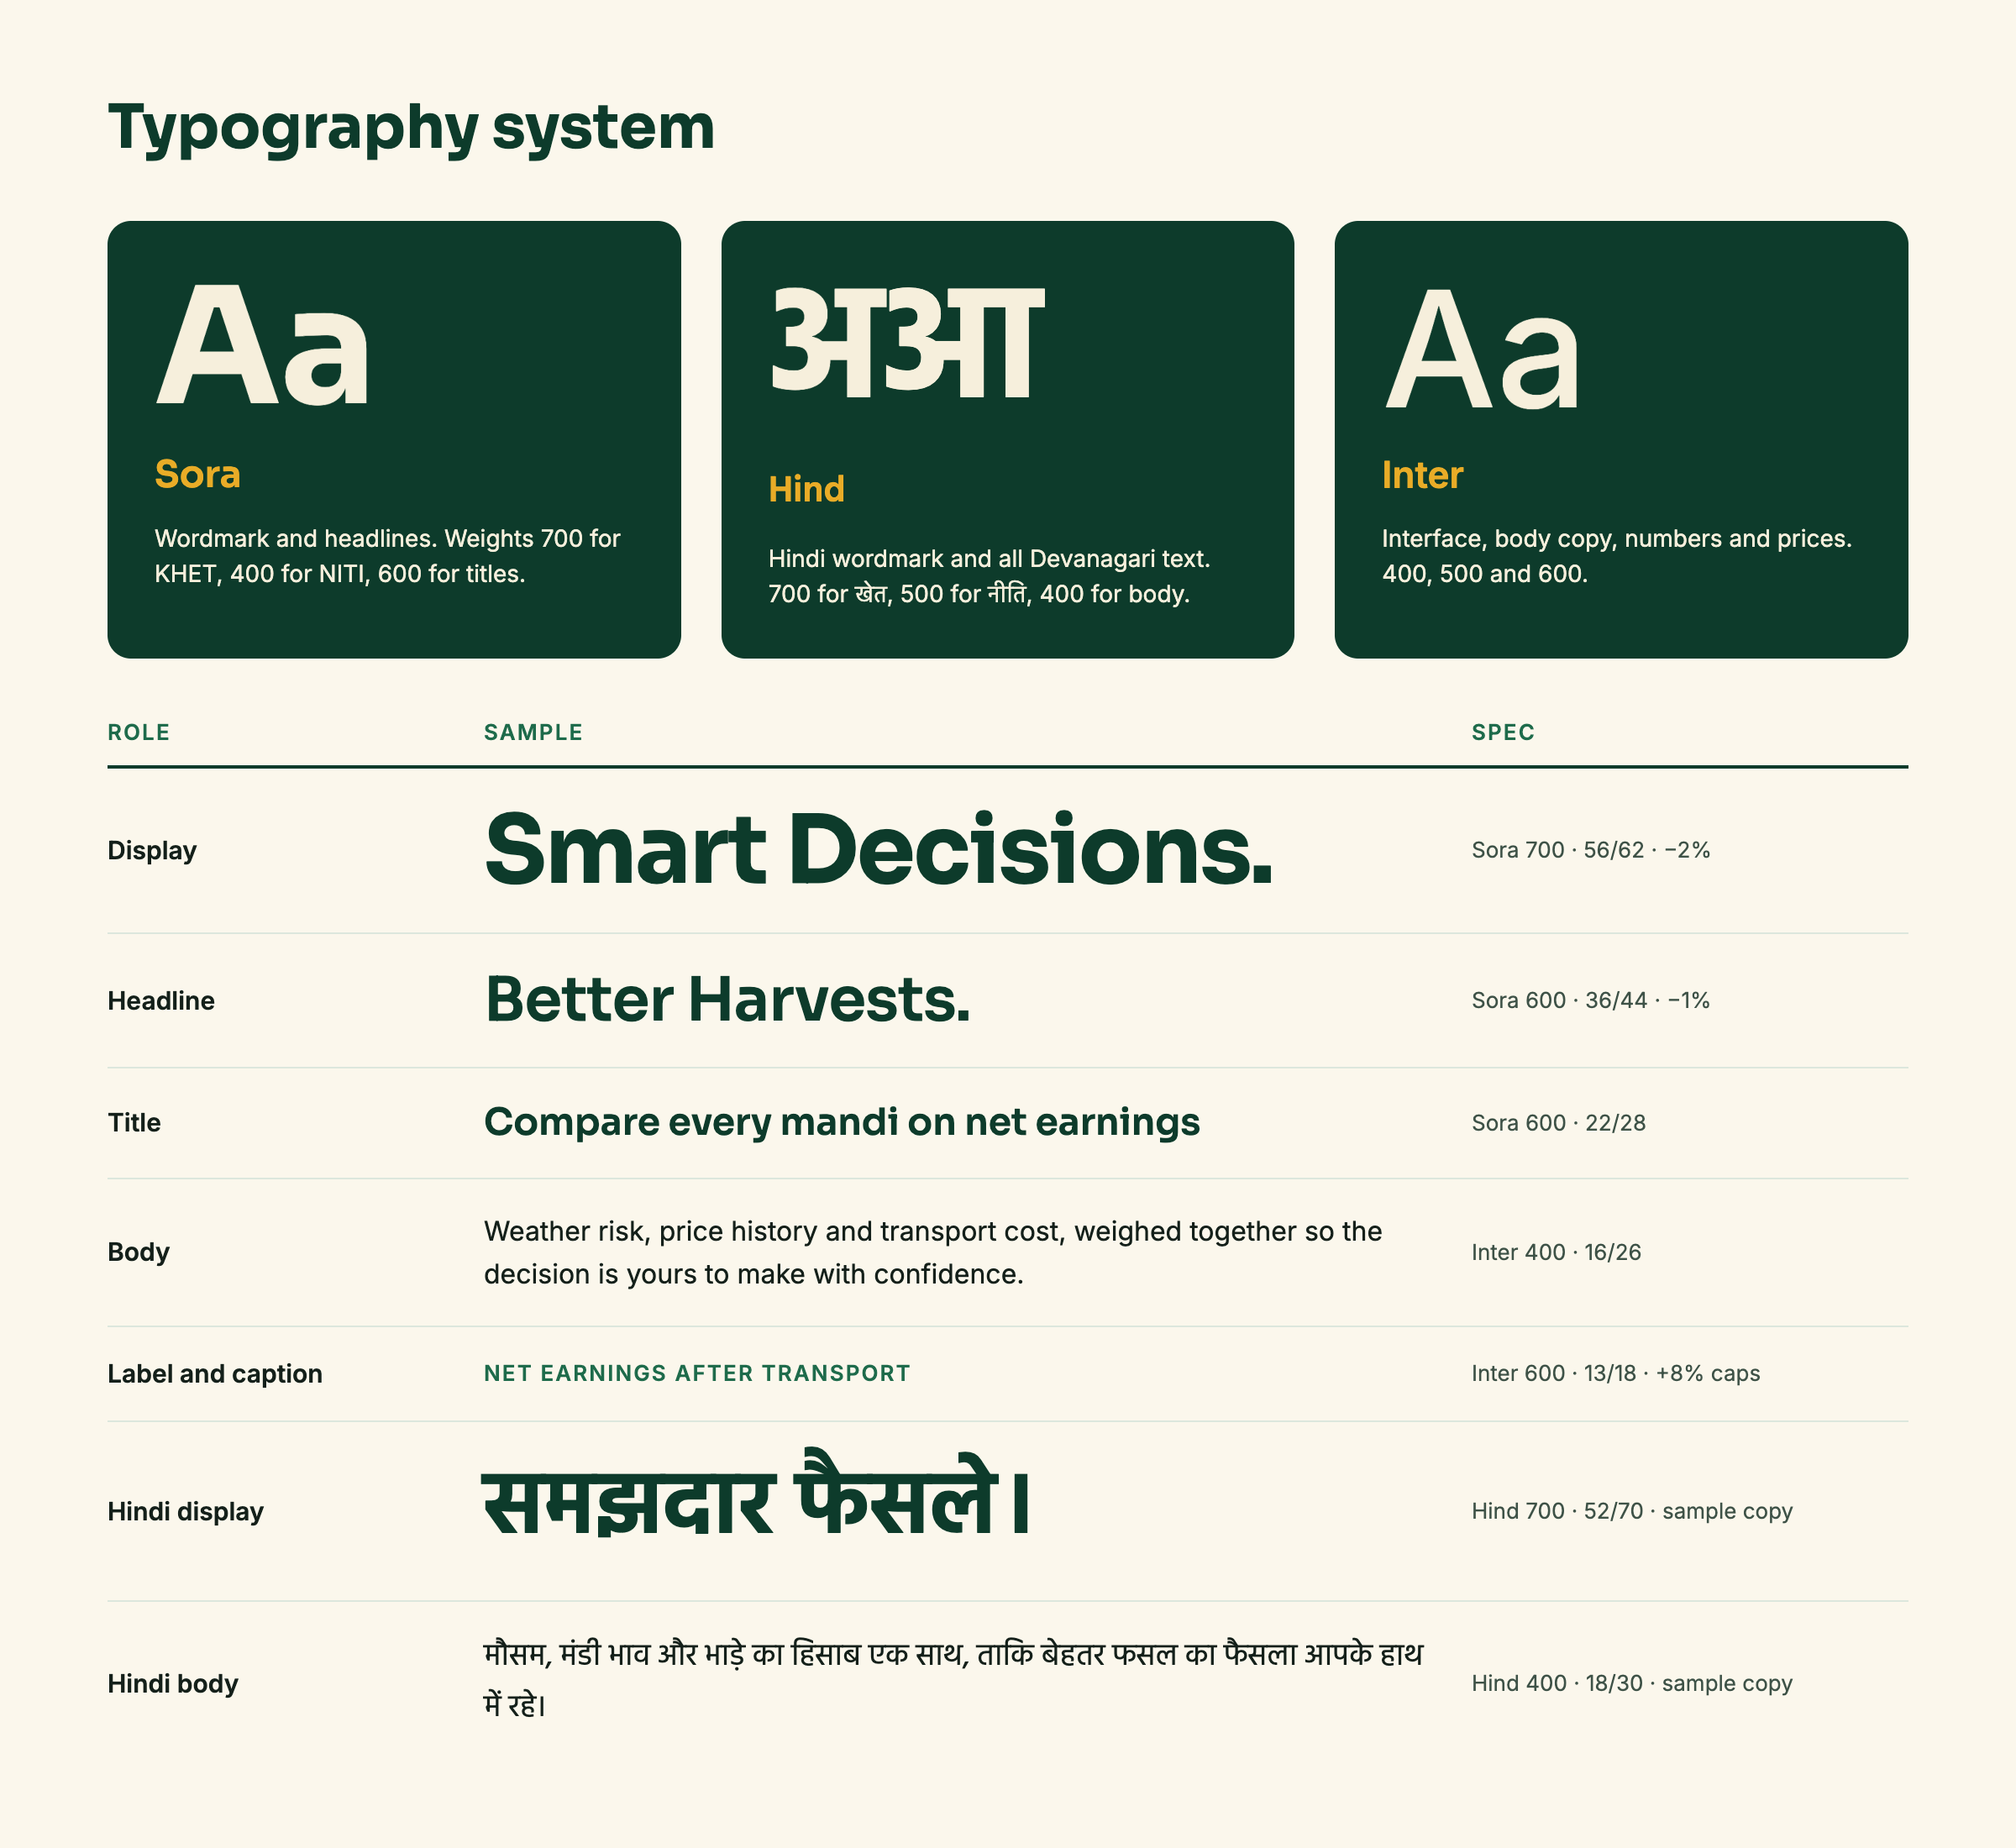 Typography system
Aa
Sora
Wordmark and headlines. Weights 700 for
KHET, 400 for NITI, 600 for titles.
अआ
Hind
Hindi wordmark and all Devanagari text.
700 for खेत, 500 for नीति, 400 for body.
Aa
Inter
Interface, body copy, numbers and prices.
400, 500 and 600.
ROLE SAMPLE SPEC
Display Smart Decisions. Sora 700 · 56/62 · −2%
Headline Better Harvests. Sora 600 · 36/44 · −1%
Title Compare every mandi on net earnings Sora 600 · 22/28
Body Weather risk, price history and transport cost, weighed together so the
decision is yours to make with confidence. Inter 400 · 16/26
Label and caption NET EARNINGS AFTER TRANSPORT Inter 600 · 13/18 · +8% caps
Hindi display समझदार फैसले। Hind 700 · 52/70 · sample copy
Hindi body मौसम, मंडी भाव और भाड़े का हिसाब एक साथ, ताकि बेहतर फसल का फैसला आपके हाथ
में रहे। Hind 400 · 18/30 · sample copy